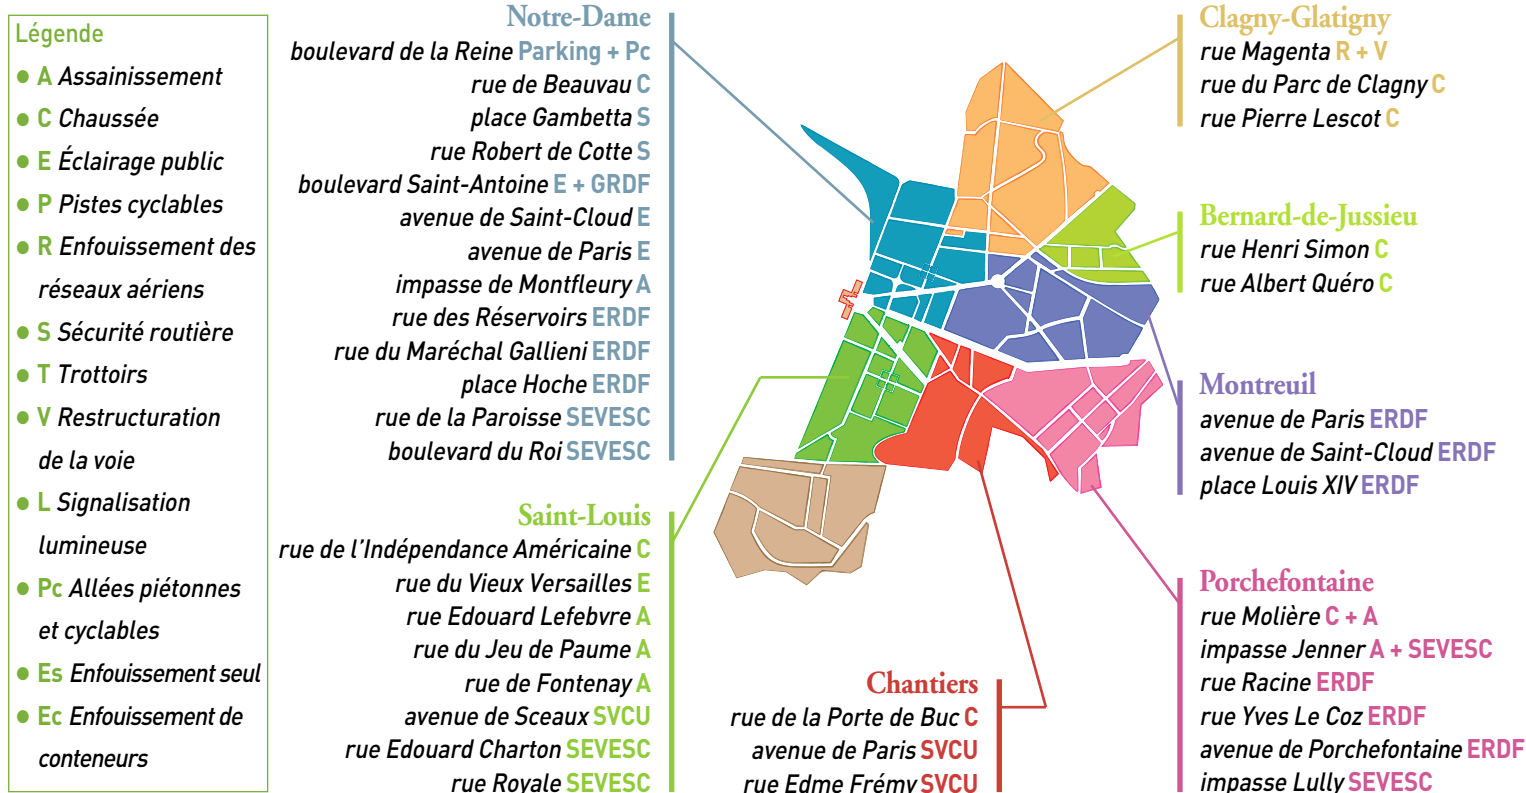 Légende
• A Assainissement
• C Chaussée
• E Éclairage public
• P Pistes cyclables
• R Enfouissement des
réseaux aériens
• S Sécurité routière
• T Trottoirs
• V Restructuration
de la voie
• L Signalisation
lumineuse
• Pc Allées piétonnes
et cyclables
• Es Enfouissement seul
• Ec Enfouissement de
conteneurs
Notre-Dame
boulevard de la Reine Parking + Pc
rue de Beauvau C
place Gambetta S
rue Robert de Cotte S
boulevard Saint-Antoine E + GRDF
avenue de Saint-Cloud E
avenue de Paris E
impasse de Montfleury A
rue des Réservoirs ERDF
rue du Maréchal Gallieni ERDF
place Hoche ERDF
rue de la Paroisse SEVESC
boulevard du Roi SEVESC
Saint-Louis
rue de l'Indépendance Américaine C
rue du Vieux Versailles E
rue Edouard Lefebvre A
rue du Jeu de Paume A
rue de Fontenay A
avenue de Sceaux SVCU
rue Edouard Charton SEVESC
rue Royale SEVESC
Chantiers
rue de la Porte de Buc C
avenue de Paris SVCU
rue Edme Frémy SVCU
Clagny-Glatigny
rue Magenta R + V
rue du Parc de Clagny C
rue Pierre Lescot C
Bernard-de-Jussieu
rue Henri Simon C
rue Albert Quéro C
Montreuil
avenue de Paris ERDF
avenue de Saint-Cloud ERDF
place Louis XIV ERDF
Porchefontaine
rue Molière C + A
impasse Jenner A + SEVESC
rue Racine ERDF
rue Yves Le Coz ERDF
avenue de Porchefontaine ERDF
impasse Lully SEVESC